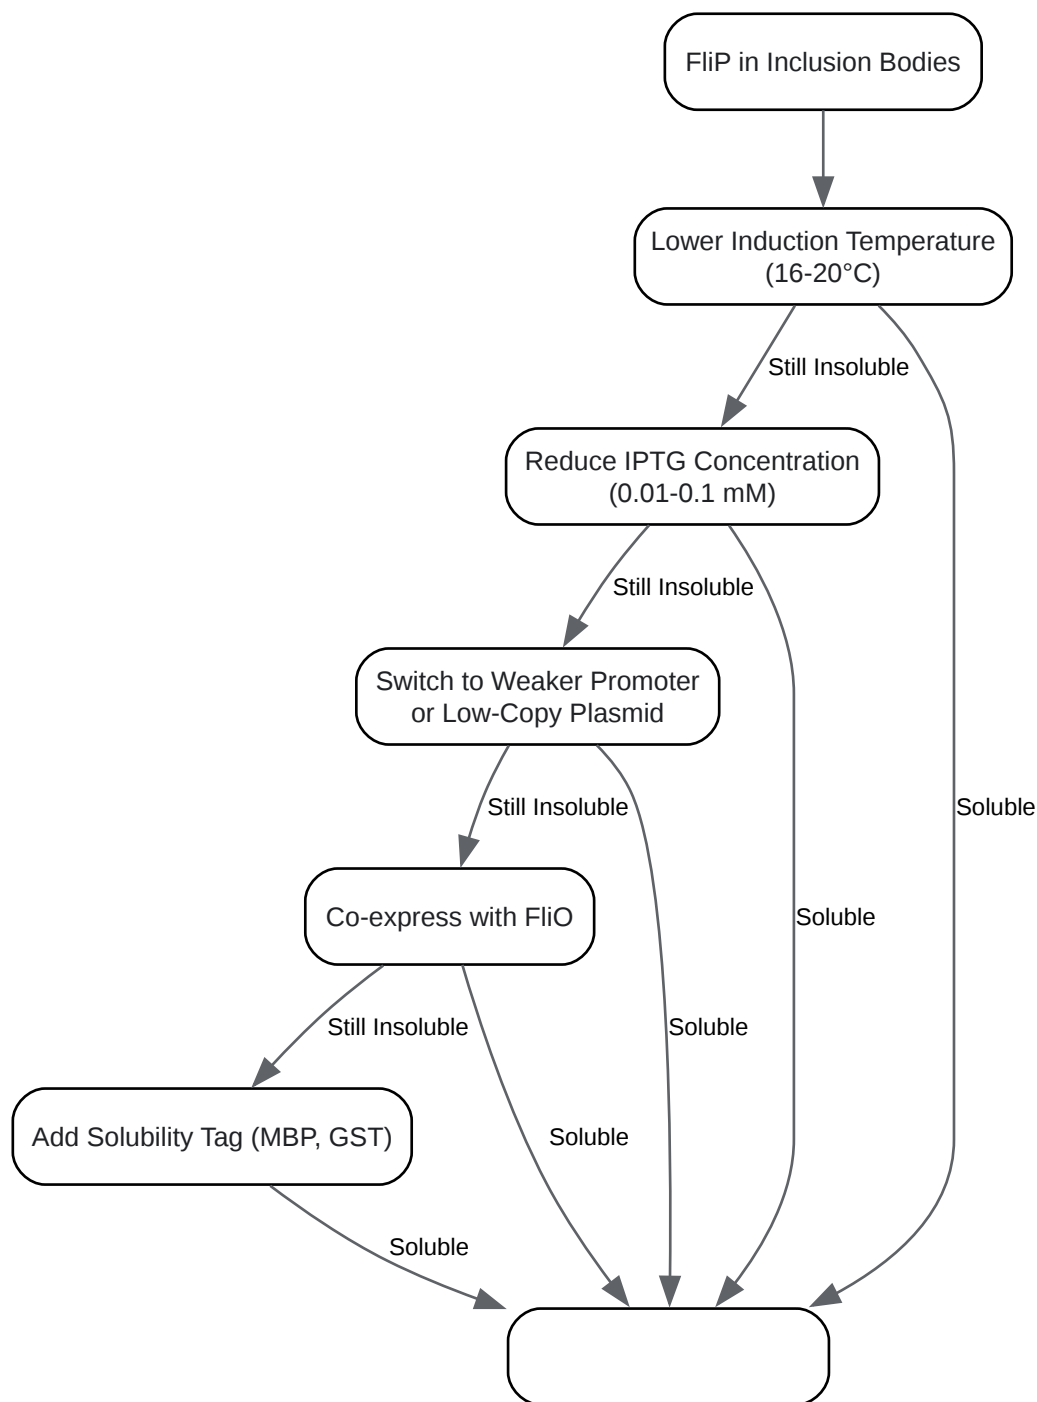 FliP in Inclusion Bodies
Lower Induction Temperature
(16-20°C)
Still Insoluble
Reduce IPTG Concentration
(0.01-0.1 mM)
Still Insoluble
Switch to Weaker Promoter
or Low-Copy Plasmid
Still Insoluble
Soluble
Co-express with FliO
Soluble
Still Insoluble
Soluble
Add Solubility Tag (MBP, GST)
Soluble
Soluble